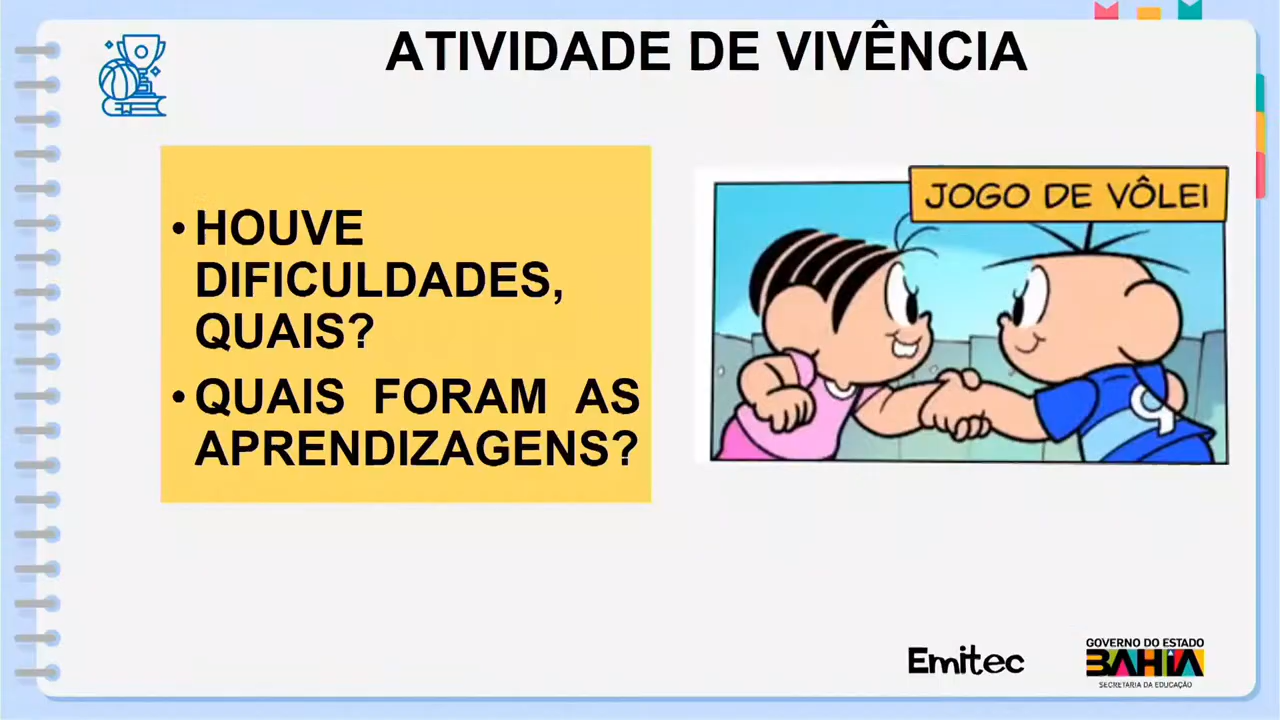 ATIVIDADE DE VIVÊNCIA
• HOUVE
DIFICULDADES,
QUAIS?
• QUAIS FORAM AS
APRENDIZAGENS?
JOGO DE VÔLEI
Emitec
GOVERNO DO ESTADO
BAHIA
SECRETARIA DA EDUCAÇÃO